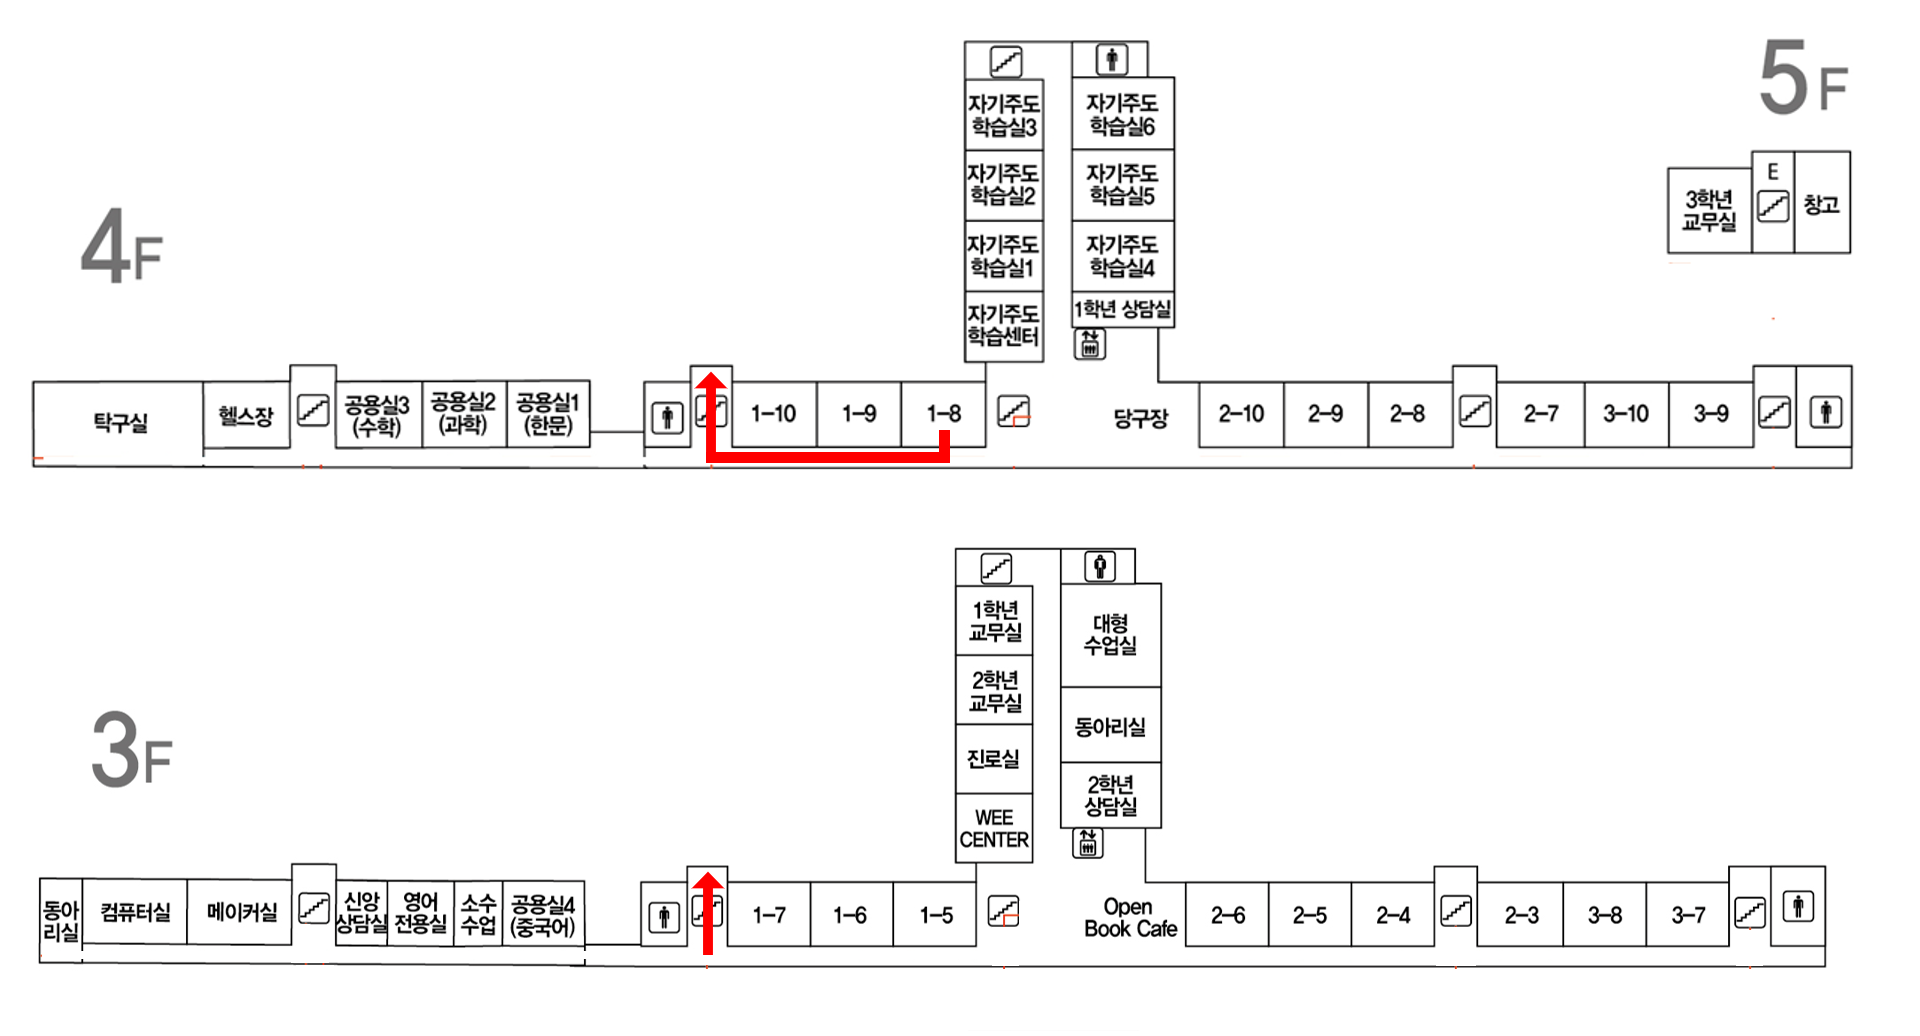 5F
E
3학년
교무실
창고
4F
자기주도
학습실3
자기주도
학습실6
자기주도
학습실2
자기주도
학습실5
자기주도
학습실1
자기주도
학습실4
자기주도
학습센터
1학년 상담실
탁구실
헬스장
공용실3
(수학)
공용실2
(과학)
공용실1
(한문)
1-10
1-9
1-8
당구장
2-10
2-9
2-8
2-7
3-10
3-9
3F
1학년
교무실
대형
수업실
2학년
교무실
동아리실
진로실
2학년
상담실
WEE
CENTER
동아
리실
컴퓨터실
메이커실
신앙
상담실
영어
전용실
소수
수업
공용실4
(중국어)
1-7
1-6
1-5
Open
Book Cafe
2-6
2-5
2-4
2-3
3-8
3-7